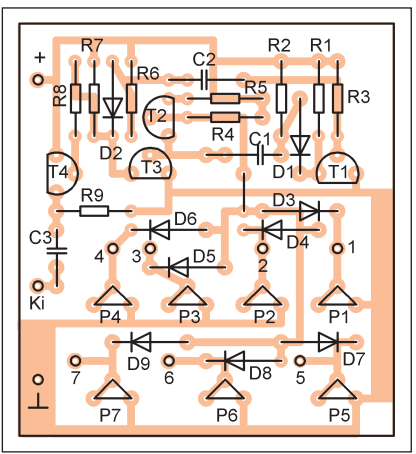 + R7 C2 R2 R1
R8 R6 R5 R3
T2 R4 C1
D2 T3 D1 T1
T4
R9 D6 D3
C3 4 3 D5 2 D4 1
Ki P4 P3 P2 P1
D9 D7
7 6 D8 5
P7 P6 P5